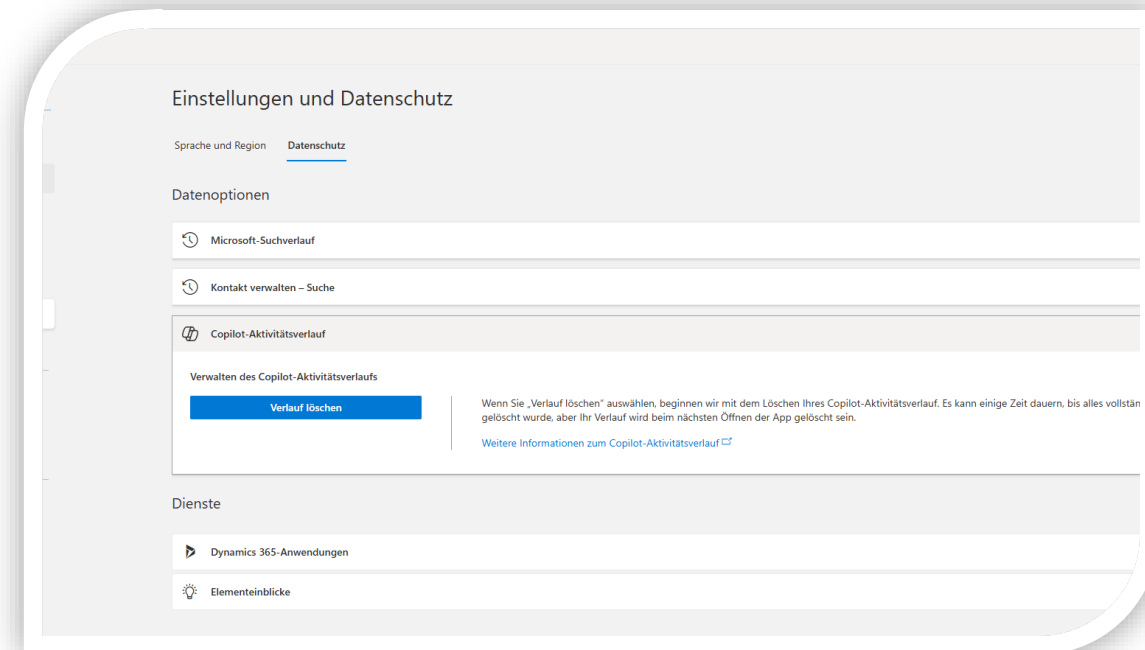 Einstellungen und Datenschutz
Sprache und Region Datenschutz
Datenoptionen
Microsoft-Suchverlauf
Kontakt verwalten – Suche
Copilot-Aktivitätsverlauf
Verwalten des Copilot-Aktivitätsverlaufs
Verlauf löschen
Wenn Sie „Verlauf löschen“ auswählen, beginnen wir mit dem Löschen Ihres Copilot-Aktivitätsverlauf. Es kann einige Zeit dauern, bis alles vollstän
gelöscht wurde, aber Ihr Verlauf wird beim nächsten Öffnen der App gelöscht sein.
Weitere Informationen zum Copilot-Aktivitätsverlauf
Dienste
Dynamics 365-Anwendungen
Elementeinblicke